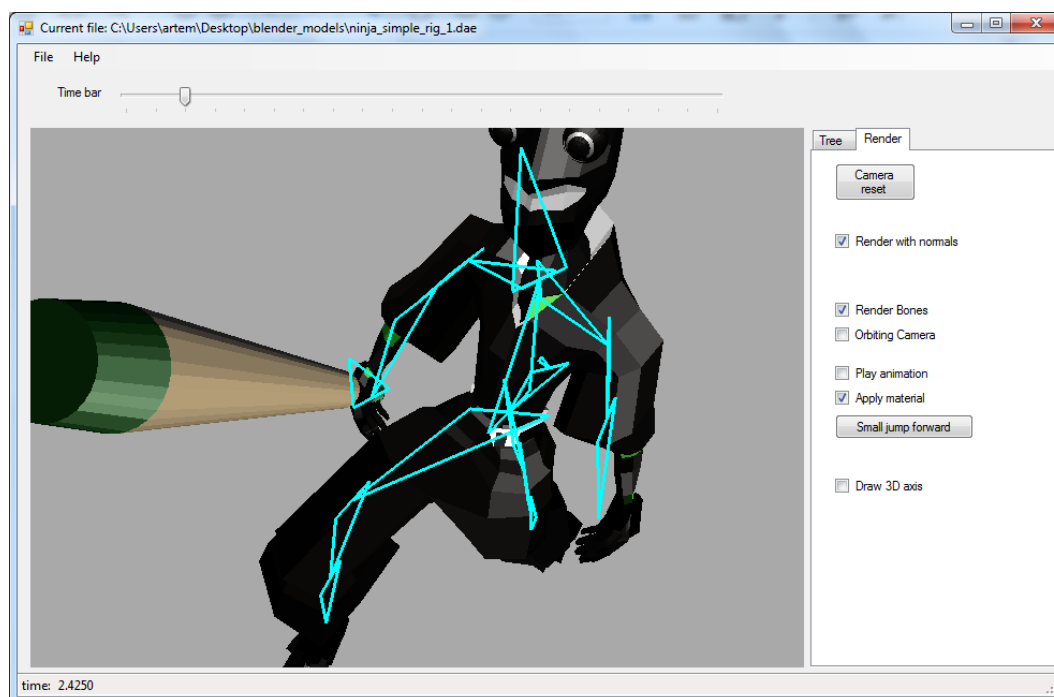 Current file: C:\Users\artem\Desktop\blender_models\ninja_simple_rig_1.dae
File Help
Time bar
Tree Render
Camera
reset
Render with normals
Render Bones
Orbiting Camera
Play animation
Apply material
Small jump forward
Draw 3D axis
time: 2.4250